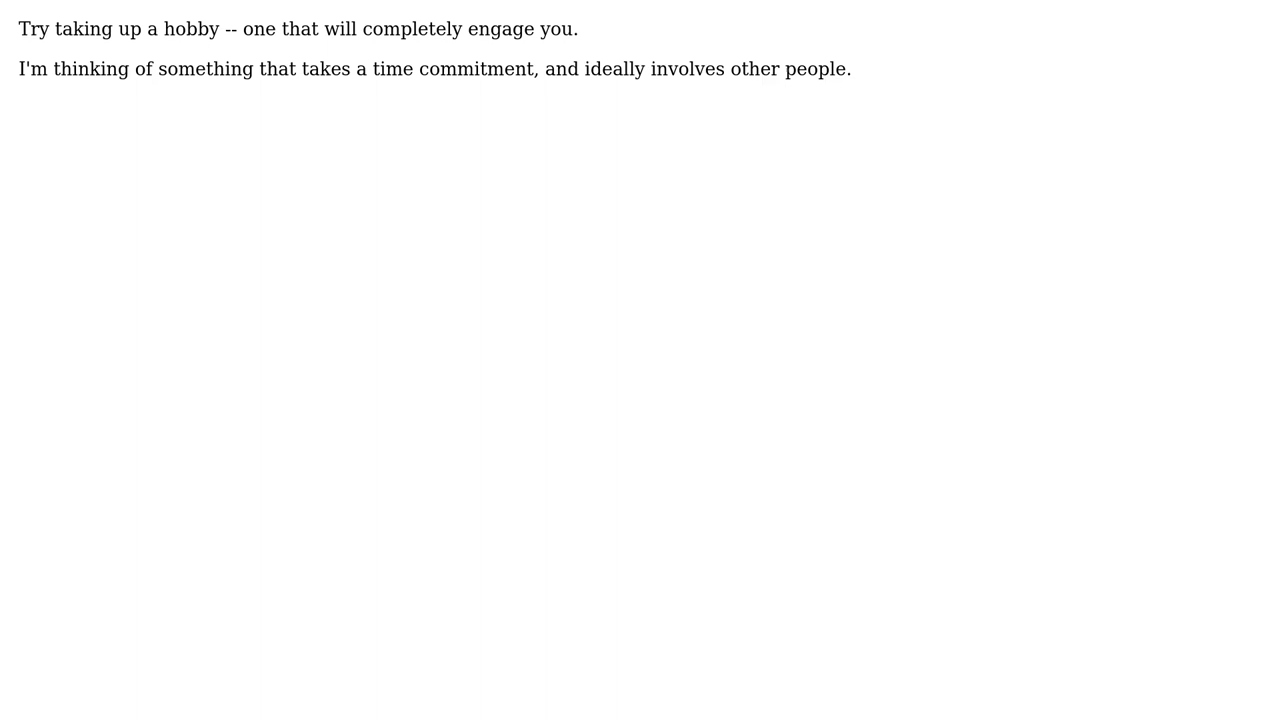 Try taking up a hobby -- one that will completely engage you.
I'm thinking of something that takes a time commitment, and ideally involves other people.